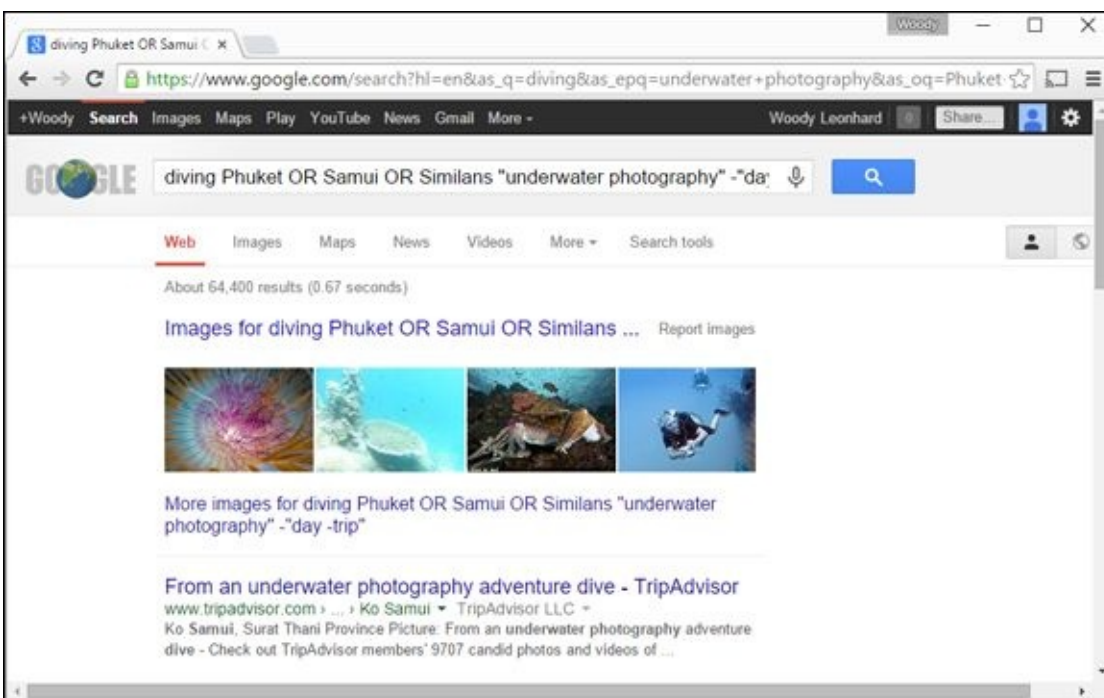 Woody
diving Phuket OR Samui
https://www.google.com/search?hl=en&as_q=diving&as_epq=underwater+photography&as_oq=Phuket
+Woody Search Images Maps Play YouTube News Gmail More
Woody Leonhard 0 Share...
GOOGLE
diving Phuket OR Samui OR Similans "underwater photography" -"da
Web Images Maps News Videos More Search tools
About 64,400 results (0.67 seconds)
Images for diving Phuket OR Samui OR Similans ... Report images
More images for diving Phuket OR Samui OR Similans "underwater
photography" -"day -trip"
From an underwater photography adventure dive - TripAdvisor
www.tripadvisor.com › ... › Ko Samui TripAdvisor LLC
Ko Samui, Surat Thani Province Picture: From an underwater photography adventure
dive - Check out TripAdvisor members' 9707 candid photos and videos of ...